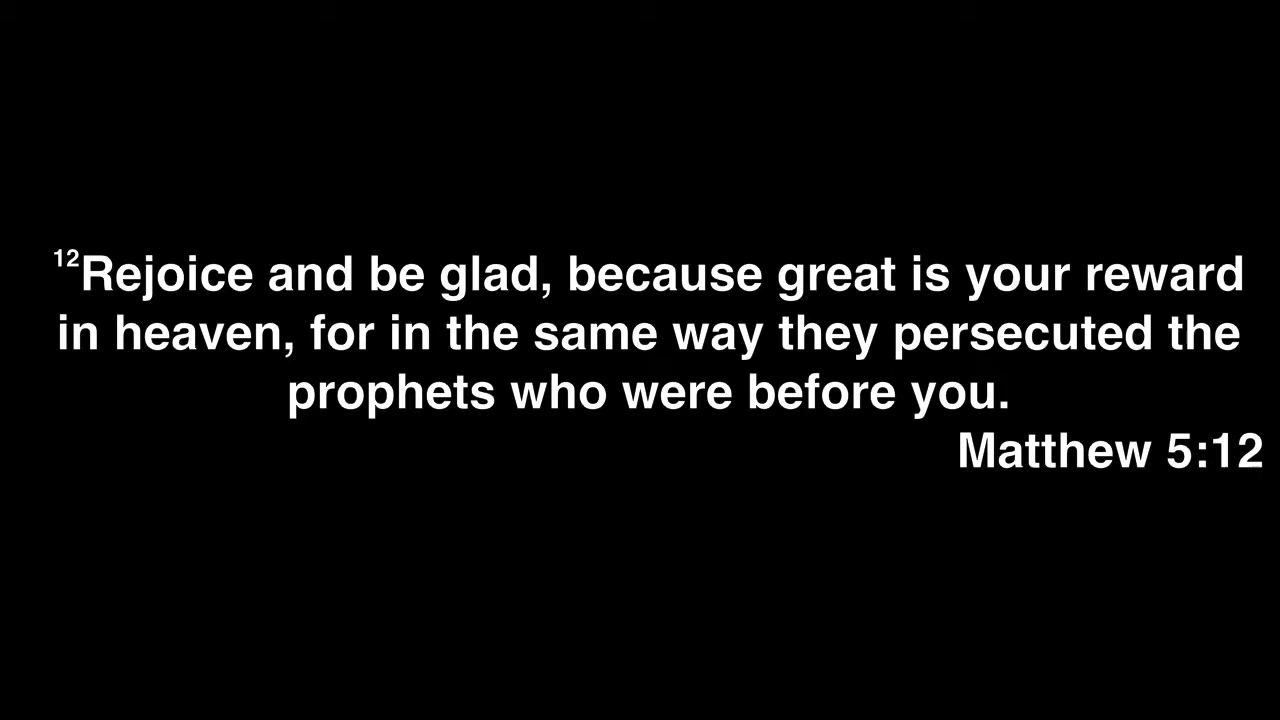 12Rejoice and be glad, because great is your reward
in heaven, for in the same way they persecuted the
prophets who were before you.
Matthew 5:12